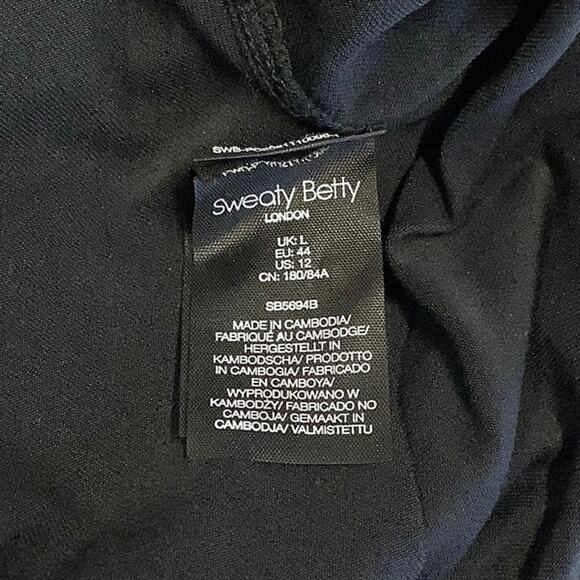 sweaty Betty
LONDON
UK: L
EU: 44
US: 12
CN: 180/84A
SB5694B
MADE IN CAMBODIA/
FABRIQUÉ AU CAMBODGE/
HERGESTELLT IN
KAMBODSCHA/ PRODOTTO
IN CAMBOGIA/ FABRICADO
EN CAMBOYA/
WYPRODUKOWANO W
KAMBODŻY/ FABRICADO NO
CAMBOJA/ GEMAAKT IN
CAMBODJA/ VALMISTETTU